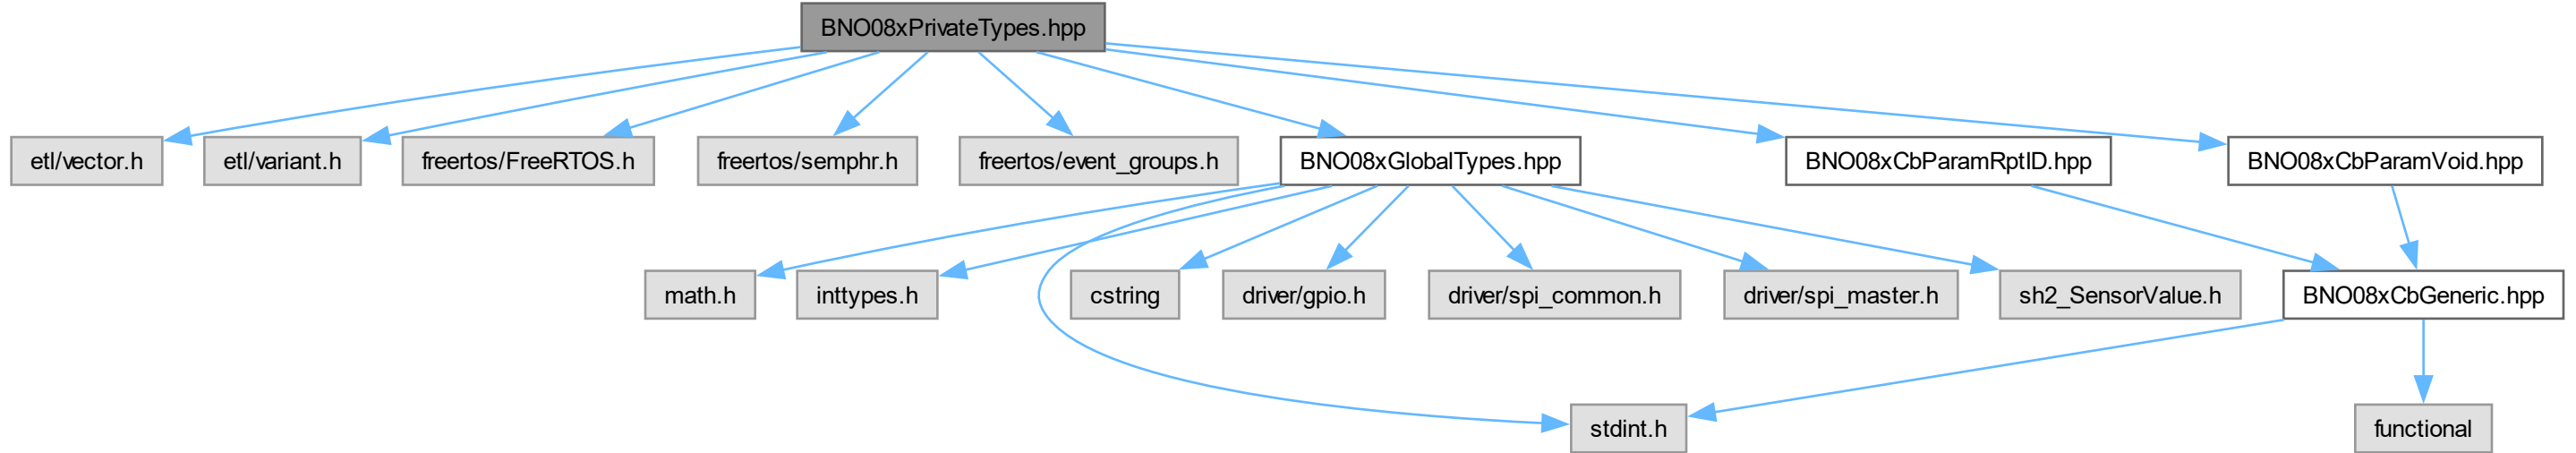 BNO08xPrivateTypes.hpp
etl/vector.h
etl/variant.h
freertos/FreeRTOS.h
freertos/semphr.h
freertos/event_groups.h
BNO08xGlobalTypes.hpp
BNO08xCbParamRptID.hpp
BNO08xCbParamVoid.hpp
math.h
inttypes.h
cstring
driver/gpio.h
driver/spi_common.h
driver/spi_master.h
sh2_SensorValue.h
BNO08xCbGeneric.hpp
stdint.h
functional